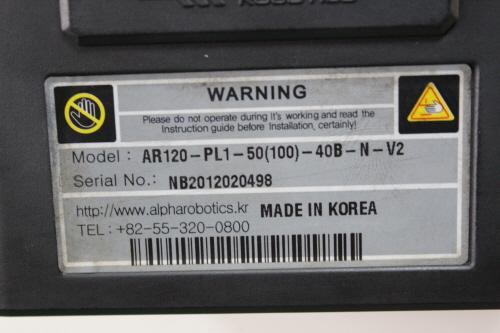 ROBOTICS
WARNING
Please do not operate during It's working and read the
Instruction guide before Installation, certainly!
Model : AR120-PL1-50(100)-40B-N-V2
Serial No. : NB2012020498
http://www.alpharobotics.kr MADE IN KOREA
TEL : +82-55-320-0800